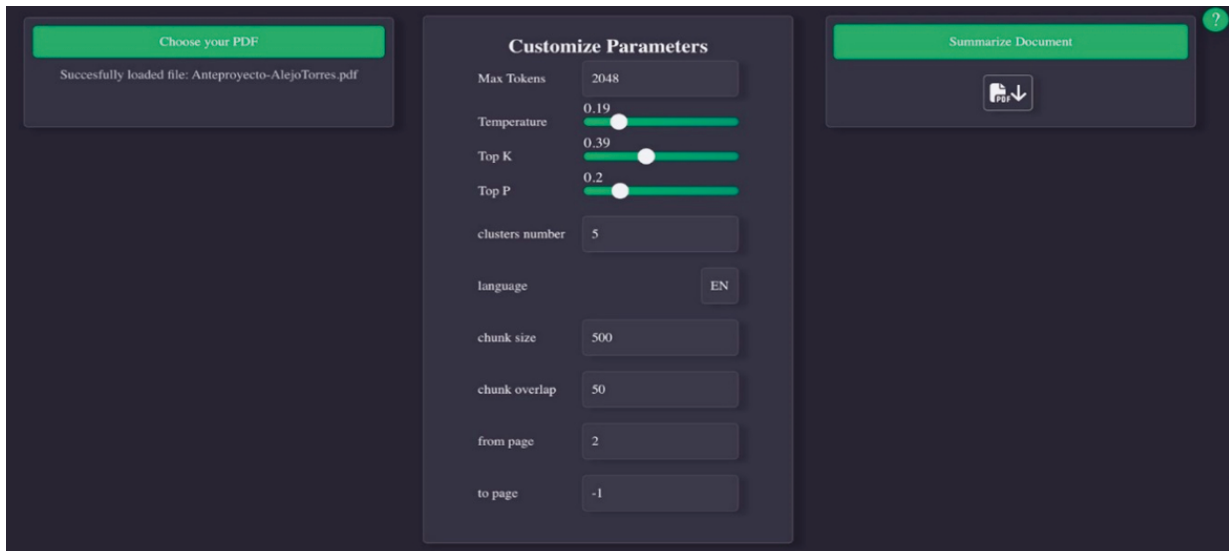 Choose your PDF
Succesfully loaded file: Anteproyecto-AlejoTorres.pdf
Customize Parameters
Max Tokens 2048
0.19
Temperature
0.39
Top K
0.2
Top P
clusters number 5
language EN
chunk size 500
chunk overlap 50
from page 2
to page -1
Summarize Document
PDF
?